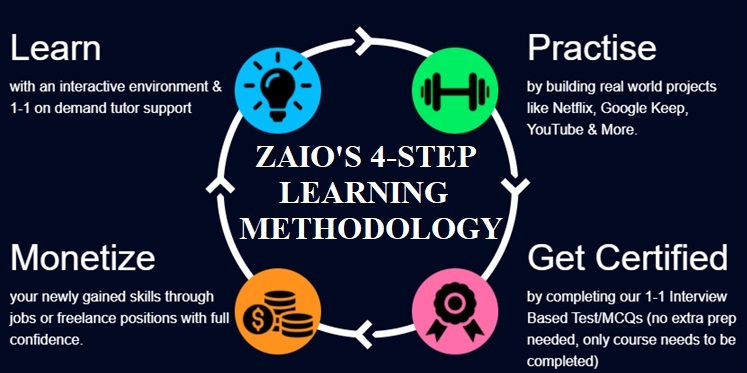 Learn
with an interactive environment &
1-1 on demand tutor support
Practise
by building real world projects
like Netflix, Google Keep,
YouTube & More.
ZAIO'S 4-STEP
LEARNING
METHODOLOGY
Monetize
your newly gained skills through
jobs or freelance positions with full
confidence.
Get Certified
by completing our 1-1 Interview
Based Test/MCQs (no extra prep
needed, only course needs to be
completed)
$